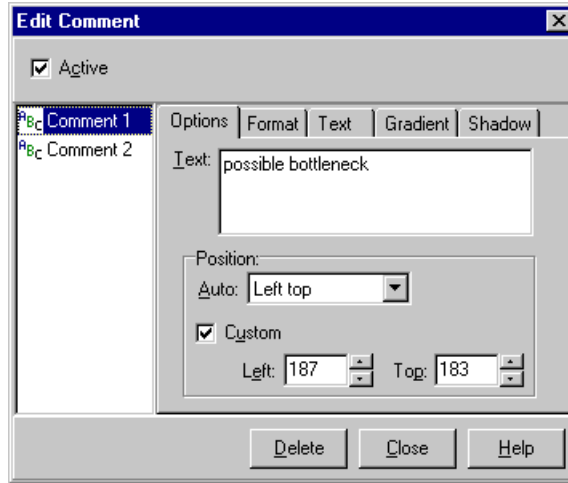 Edit Comment
Active
ABC Comment 1
ABC Comment 2
Options Format Text Gradient Shadow
Text: possible bottleneck
Position:
Auto: Left top
Custom
Left: 187 Top: 183
Delete Close Help